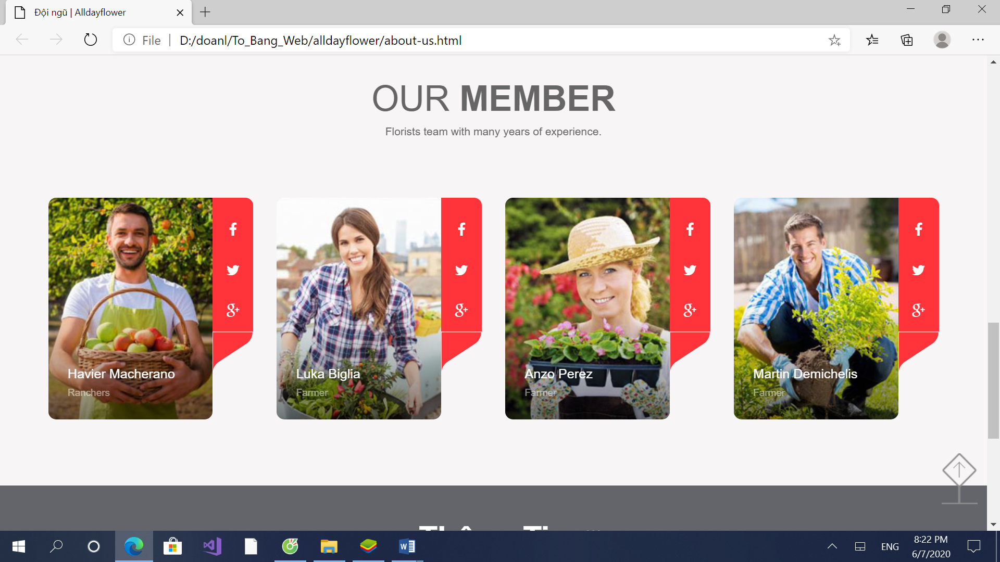 Đội ngũ | Alldayflower
File | D:/doanl/To_Bang_Web/alldayflower/about-us.html
OUR MEMBER
Florists team with many years of experience.
Havier Macherano
Ranchers
Luka Biglia
Farmer
Anzo Perez
Farmer
Martin Demichelis
Farmer
ENG
8:22 PM
6/7/2020